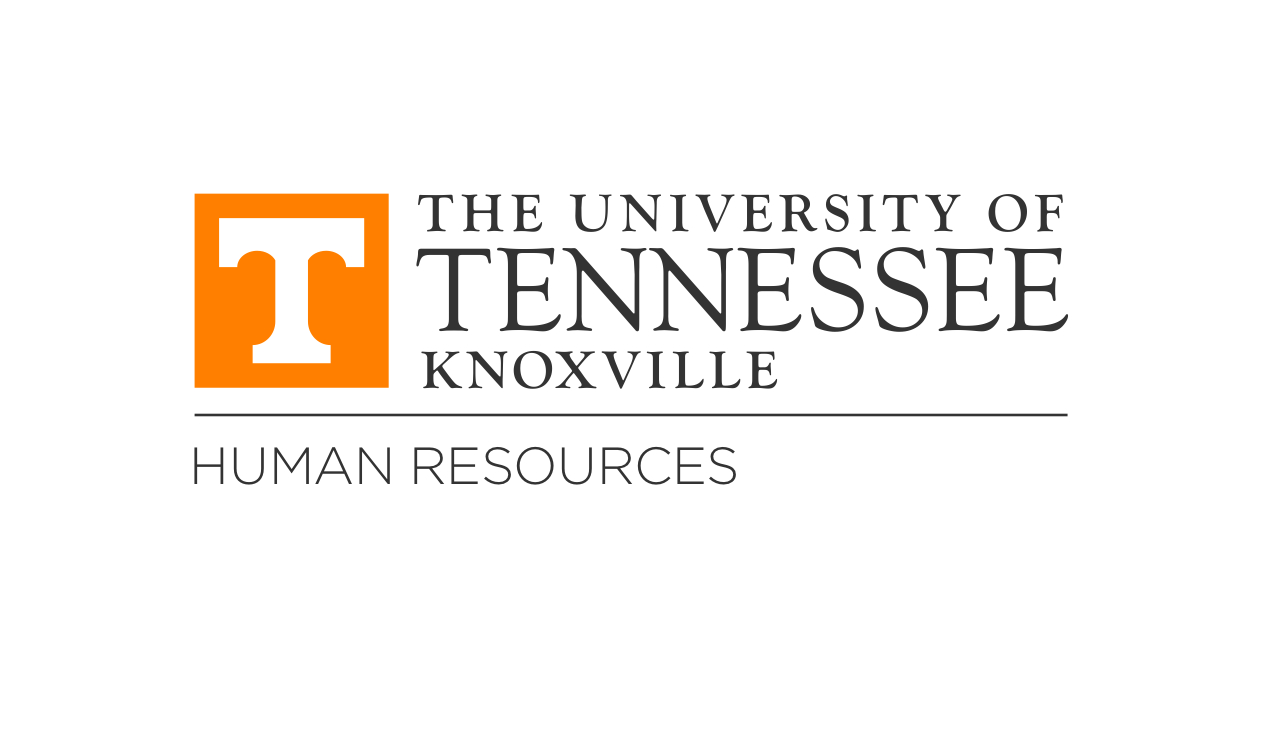 T
THE UNIVERSITY OF
TENNESSEE
KNOXVILLE
HUMAN RESOURCES